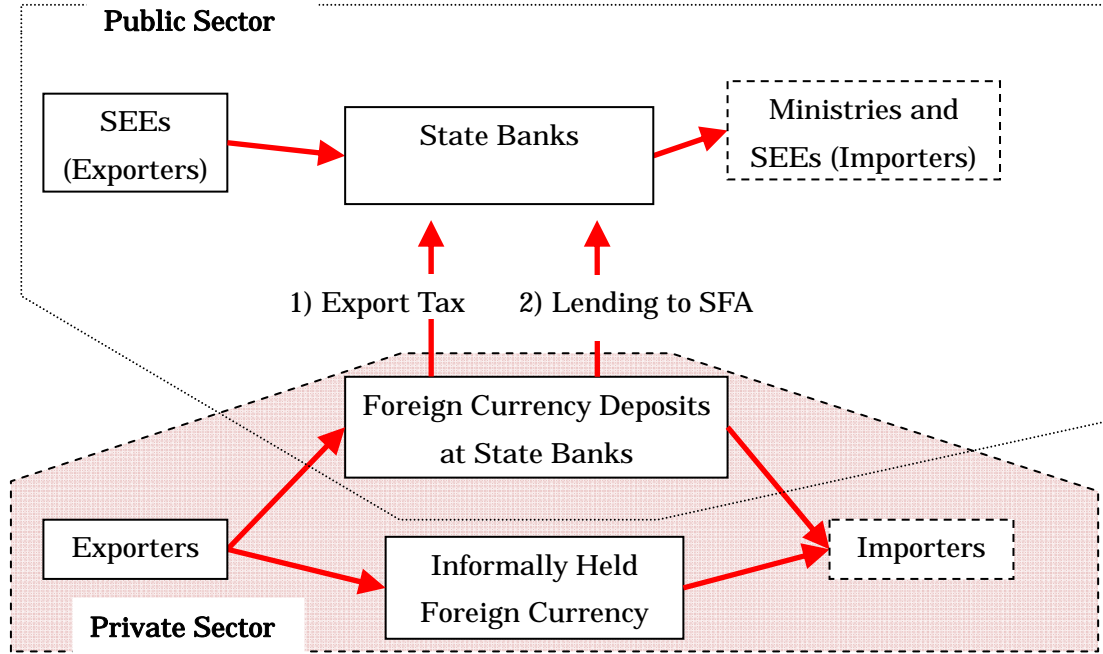 Public Sector
SEEs
(Exporters)
State Banks
Ministries and
SEEs (Importers)
1) Export Tax
2) Lending to SFA
Foreign Currency Deposits
at State Banks
Exporters
Informally Held
Foreign Currency
Importers
Private Sector